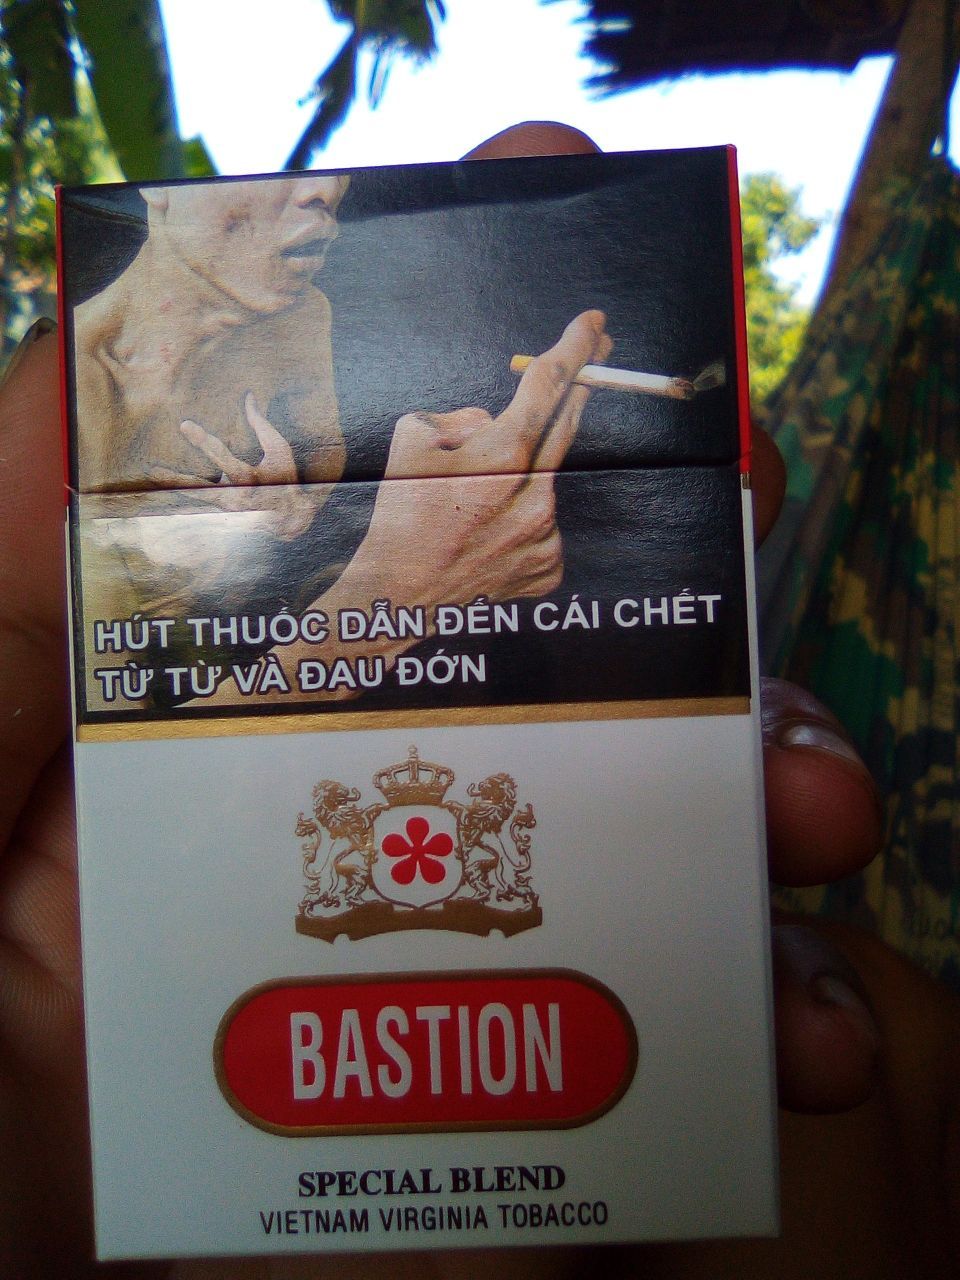 HÚT THUỐC DẪN ĐẾN CÁI CHẾT
TỪ TỪ VÀ ĐAU ĐỚN
BASTION
SPECIAL BLEND
VIETNAM VIRGINIA TOBACCO